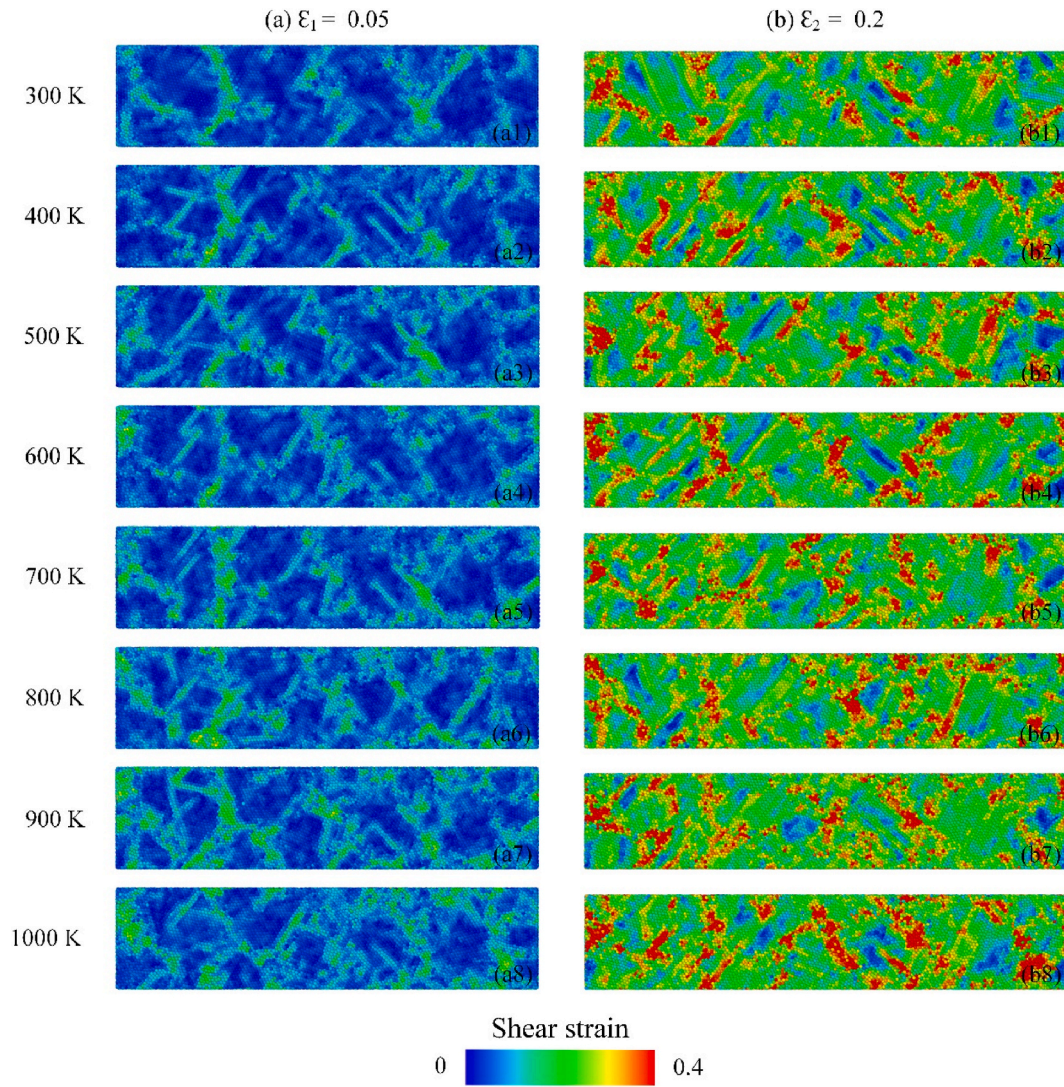 (a) Ɛ₁ = 0.05
(b) Ɛ₂ = 0.2
300 K
(a1)
(b1)
400 K
(a2)
(b2)
500 K
(a3)
(b3)
600 K
(a4)
(b4)
700 K
(a5)
(b5)
800 K
(a6)
(b6)
900 K
(a7)
(b7)
1000 K
(a8)
(b8)
Shear strain
0
0.4